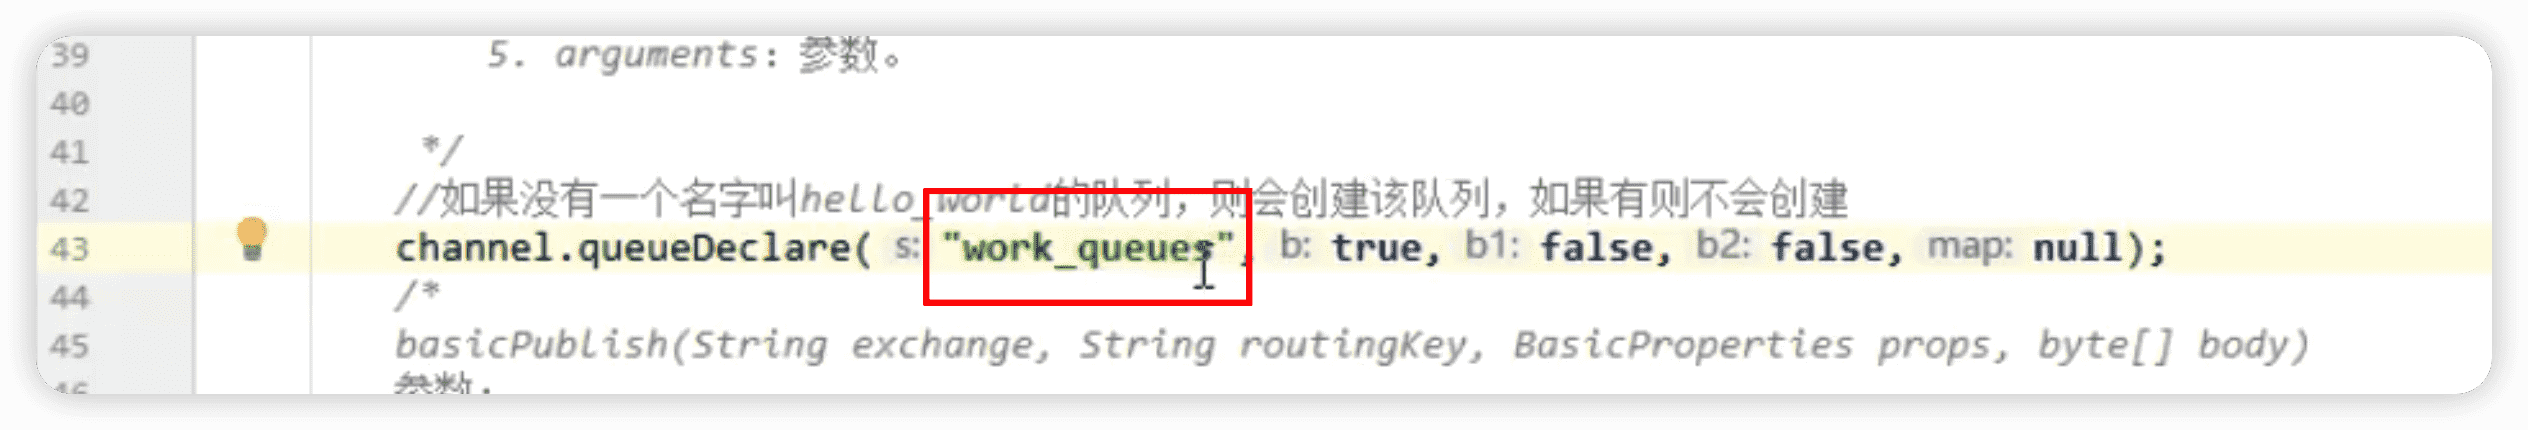 39 5. arguments：参数。
40
41 */
42 //如果没有一个名字叫hello_world的队列，则会创建该队列，如果有则不会创建
43 channel.queueDeclare( s: "work_queues", b: true, b1: false, b2: false, map: null);
44 /*
45 basicPublish(String exchange, String routingKey, BasicProperties props, byte[] body)
46 参数：